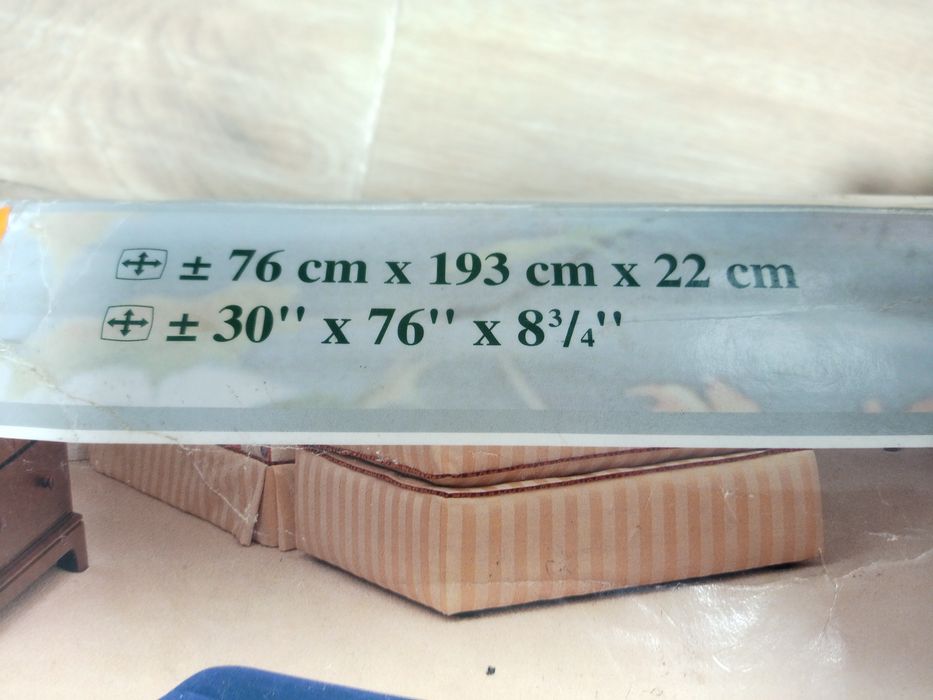 ± 76 cm x 193 cm x 22 cm
± 30'' x 76'' x 8³/₄''